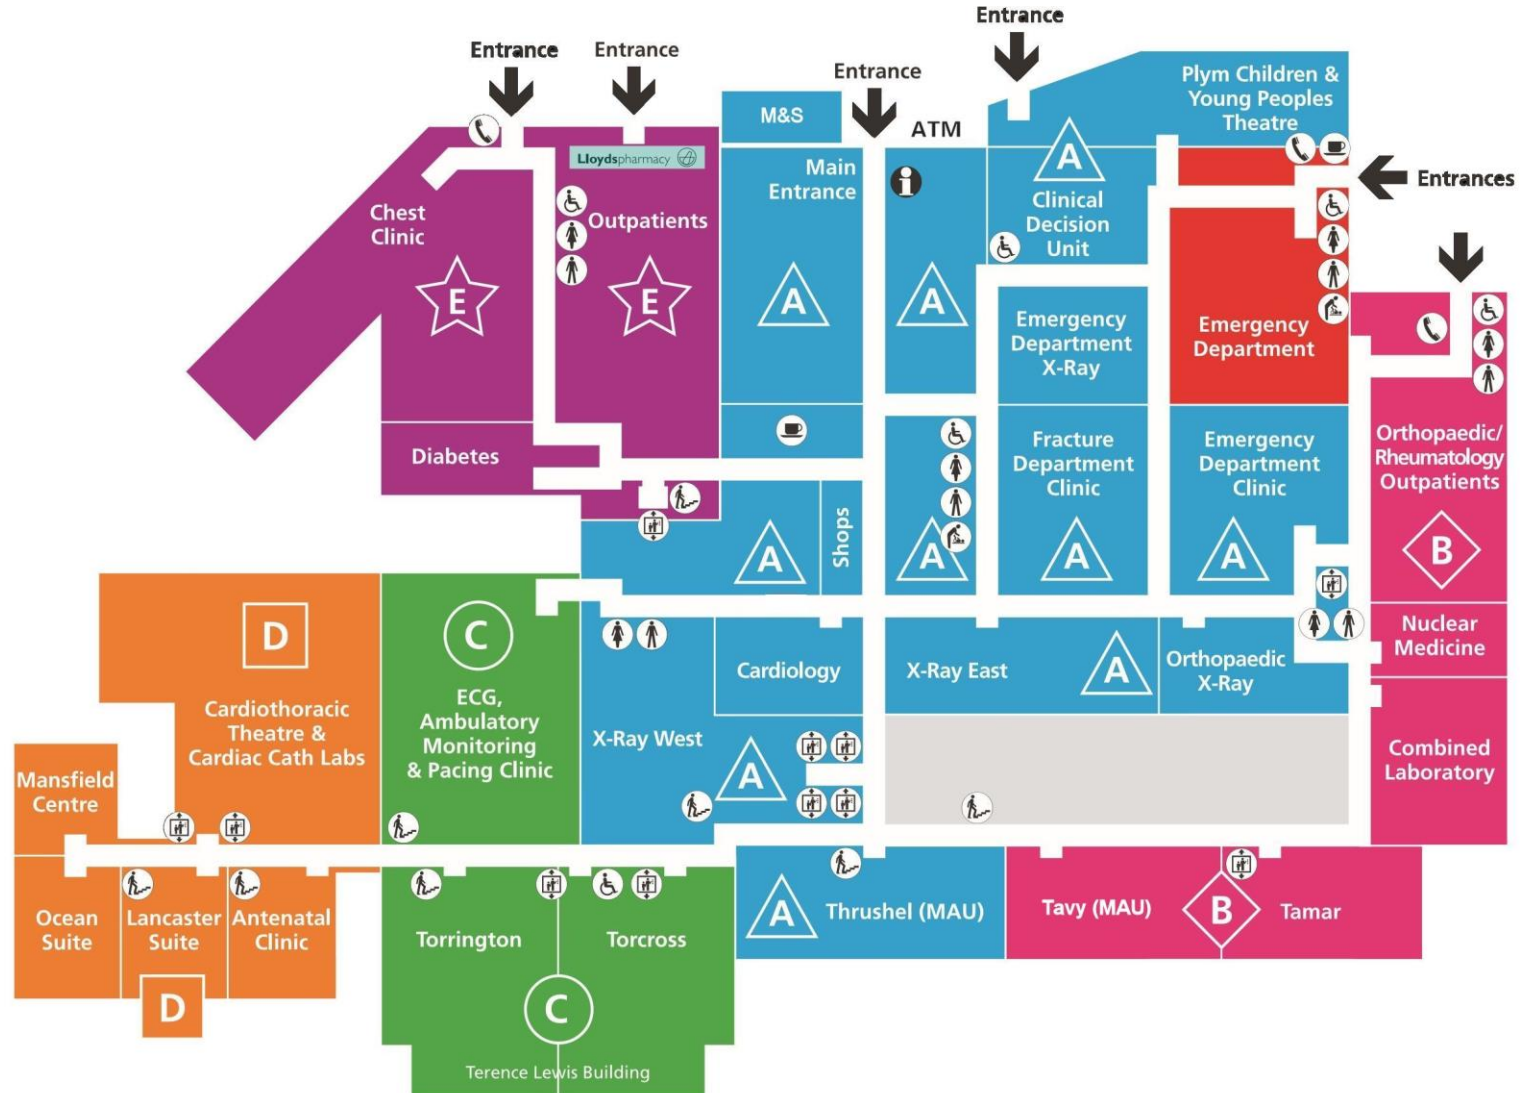 Entrance
Entrance
Entrance
Entrance
Entrances
M&S
ATM
Plym Children &
Young Peoples
Theatre
Lloydspharmacy
Main
Entrance
A
Clinical
Decision
Unit
Chest
Clinic
Outpatients
E
E
A
A
Emergency
Department
X-Ray
Emergency
Department
Diabetes
Fracture
Department
Clinic
Emergency
Department
Clinic
Orthopaedic/
Rheumatology
Outpatients
Shops
A
A
A
A
B
D
C
Nuclear
Medicine
Cardiology
X-Ray East
A
Orthopaedic
X-Ray
Cardiothoracic
Theatre &
Cardiac Cath Labs
ECG,
Ambulatory
Monitoring
& Pacing Clinic
X-Ray West
A
Combined
Laboratory
Mansfield
Centre
Ocean
Suite
Lancaster
Suite
Antenatal
Clinic
D
Torrington
Torcross
C
Terence Lewis Building
A
Thrushel (MAU)
Tavy (MAU)
B
Tamar